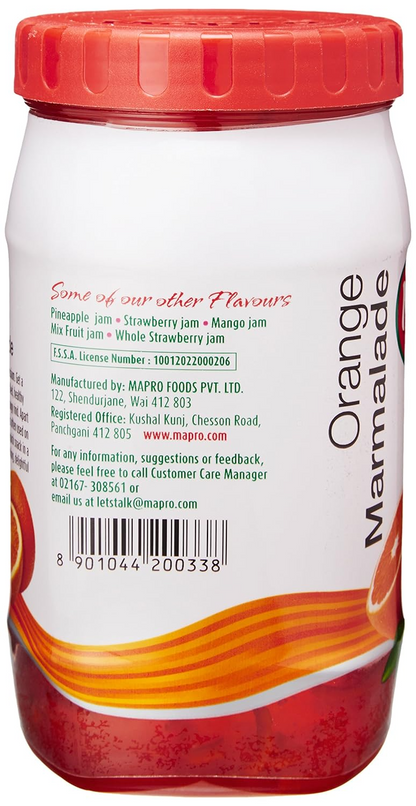 Some of our other Flavours
Pineapple jam • Strawberry jam • Mango jam
Mix Fruit jam • Whole Strawberry jam
F.S.S.A. License Number : 10012022000206
Manufactured by: MAPRO FOODS PVT. LTD.
122, Shendurjane, Wai 412 803
Registered Office: Kushal Kunj, Chesson Road,
Panchgani 412 805 www.mapro.com
For any information, suggestions or feedback,
please feel free to call Customer Care Manager
at 02167- 308561 or
email us at letstalk@mapro.com
8 901044 200338
Orange
Marmalade